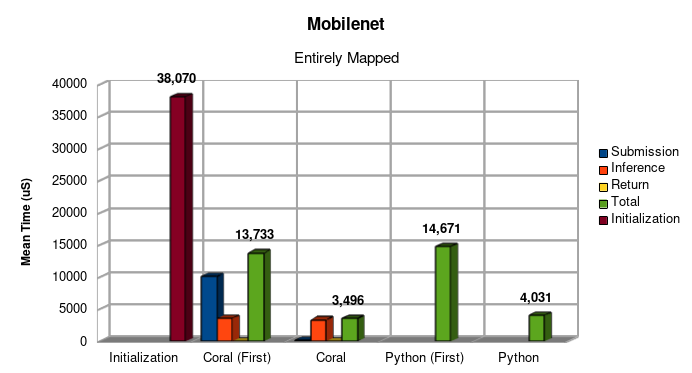 Mobilenet
Entirely Mapped
38,070
13,733
3,496
14,671
4,031
40000
35000
30000
25000
20000
15000
10000
5000
0
Mean Time (uS)
Initialization
Coral (First)
Coral
Python (First)
Python
Submission
Inference
Return
Total
Initialization